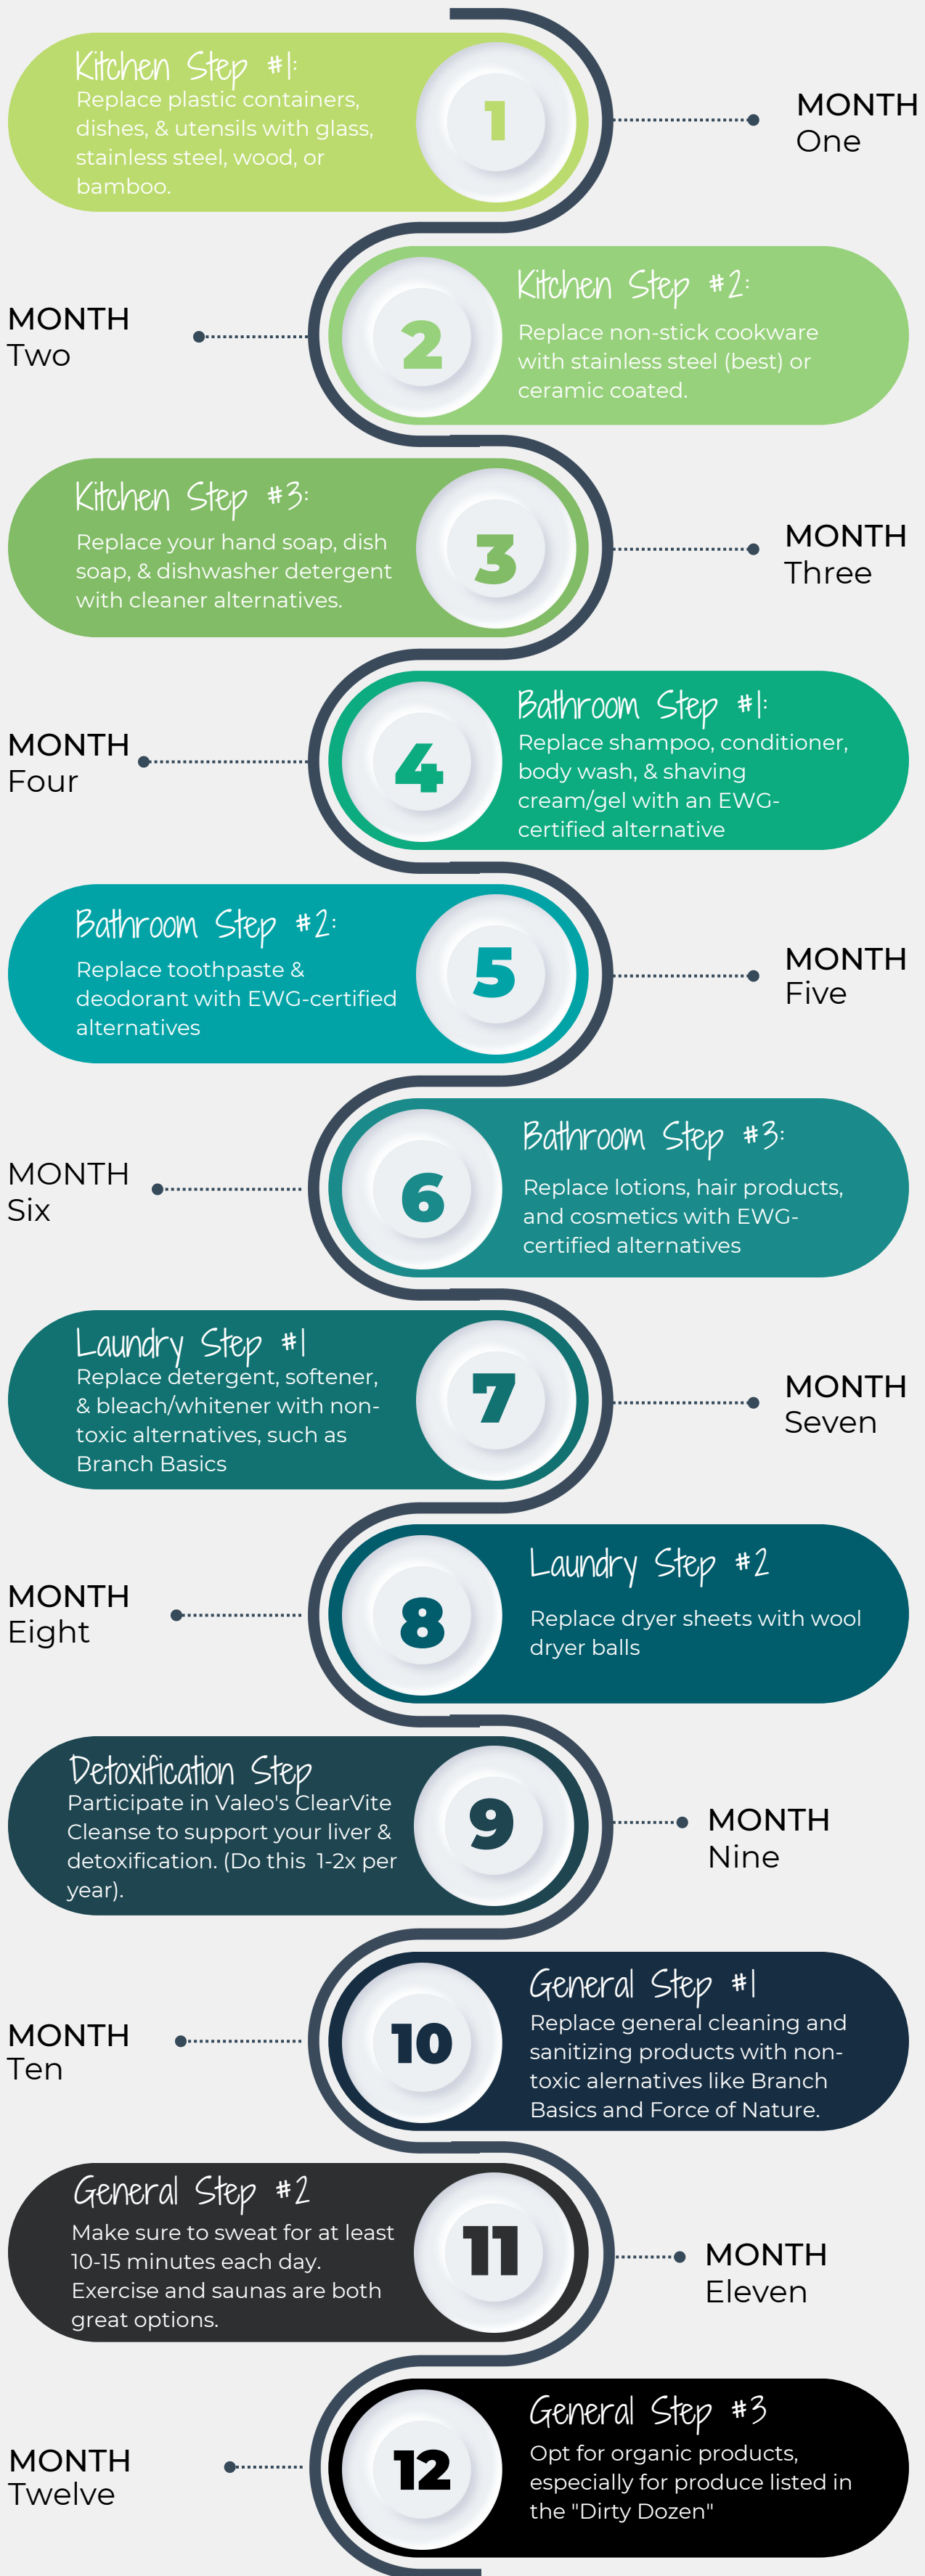 Kitchen Step #1:
Replace plastic containers,
dishes, & utensils with glass,
stainless steel, wood, or
bamboo.
1
MONTH
One
MONTH
Two
2
Kitchen Step #2:
Replace non-stick cookware
with stainless steel (best) or
ceramic coated.
Kitchen Step #3:
Replace your hand soap, dish
soap, & dishwasher detergent
with cleaner alternatives.
3
MONTH
Three
MONTH
Four
4
Bathroom Step #1:
Replace shampoo, conditioner,
body wash, & shaving
cream/gel with an EWG-
certified alternative
Bathroom Step #2:
Replace toothpaste &
deodorant with EWG-certified
alternatives
5
MONTH
Five
MONTH
Six
6
Bathroom Step #3:
Replace lotions, hair products,
and cosmetics with EWG-
certified alternatives
Laundry Step #1
Replace detergent, softener,
& bleach/whitener with non-
toxic alternatives, such as
Branch Basics
7
MONTH
Seven
MONTH
Eight
8
Laundry Step #2
Replace dryer sheets with wool
dryer balls
Detoxification Step
Participate in Valeo's ClearVite
Cleanse to support your liver &
detoxification. (Do this 1-2x per
year).
9
MONTH
Nine
MONTH
Ten
10
General Step #1
Replace general cleaning and
sanitizing products with non-
toxic alernatives like Branch
Basics and Force of Nature.
General Step #2
Make sure to sweat for at least
10-15 minutes each day.
Exercise and saunas are both
great options.
11
MONTH
Eleven
MONTH
Twelve
12
General Step #3
Opt for organic products,
especially for produce listed in
the "Dirty Dozen"